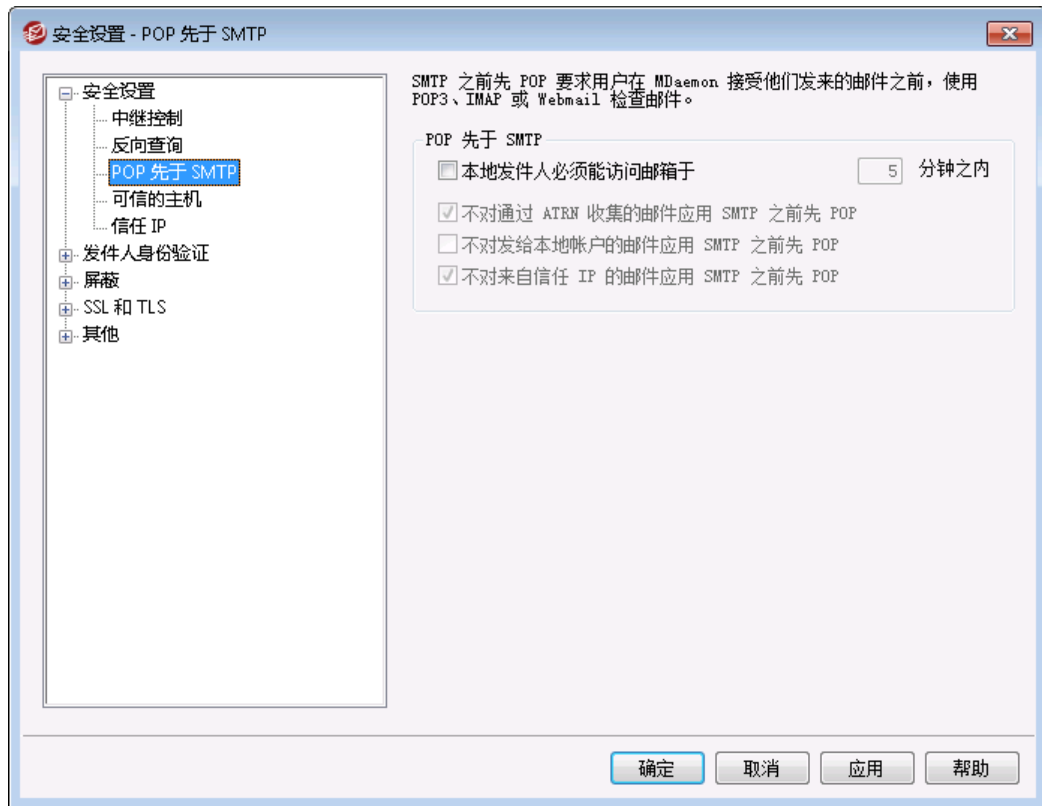 安全设置 - POP 先于 SMTP
安全设置
中继控制
反向查询
POP 先于 SMTP
可信的主机
信任 IP
发件人身份验证
屏蔽
SSL 和 TLS
其他
SMTP 之前先 POP 要求用户在 MDaemon 接受他们发来的邮件之前，使用
POP3、IMAP 或 Webmail 检查邮件。
POP 先于 SMTP
本地发件人必须能访问邮箱于 5 分钟之内
不对通过 ATRN 收集的邮件应用 SMTP 之前先 POP
不对发给本地帐户的邮件应用 SMTP 之前先 POP
不对来自信任 IP 的邮件应用 SMTP 之前先 POP
确定 取消 应用 帮助